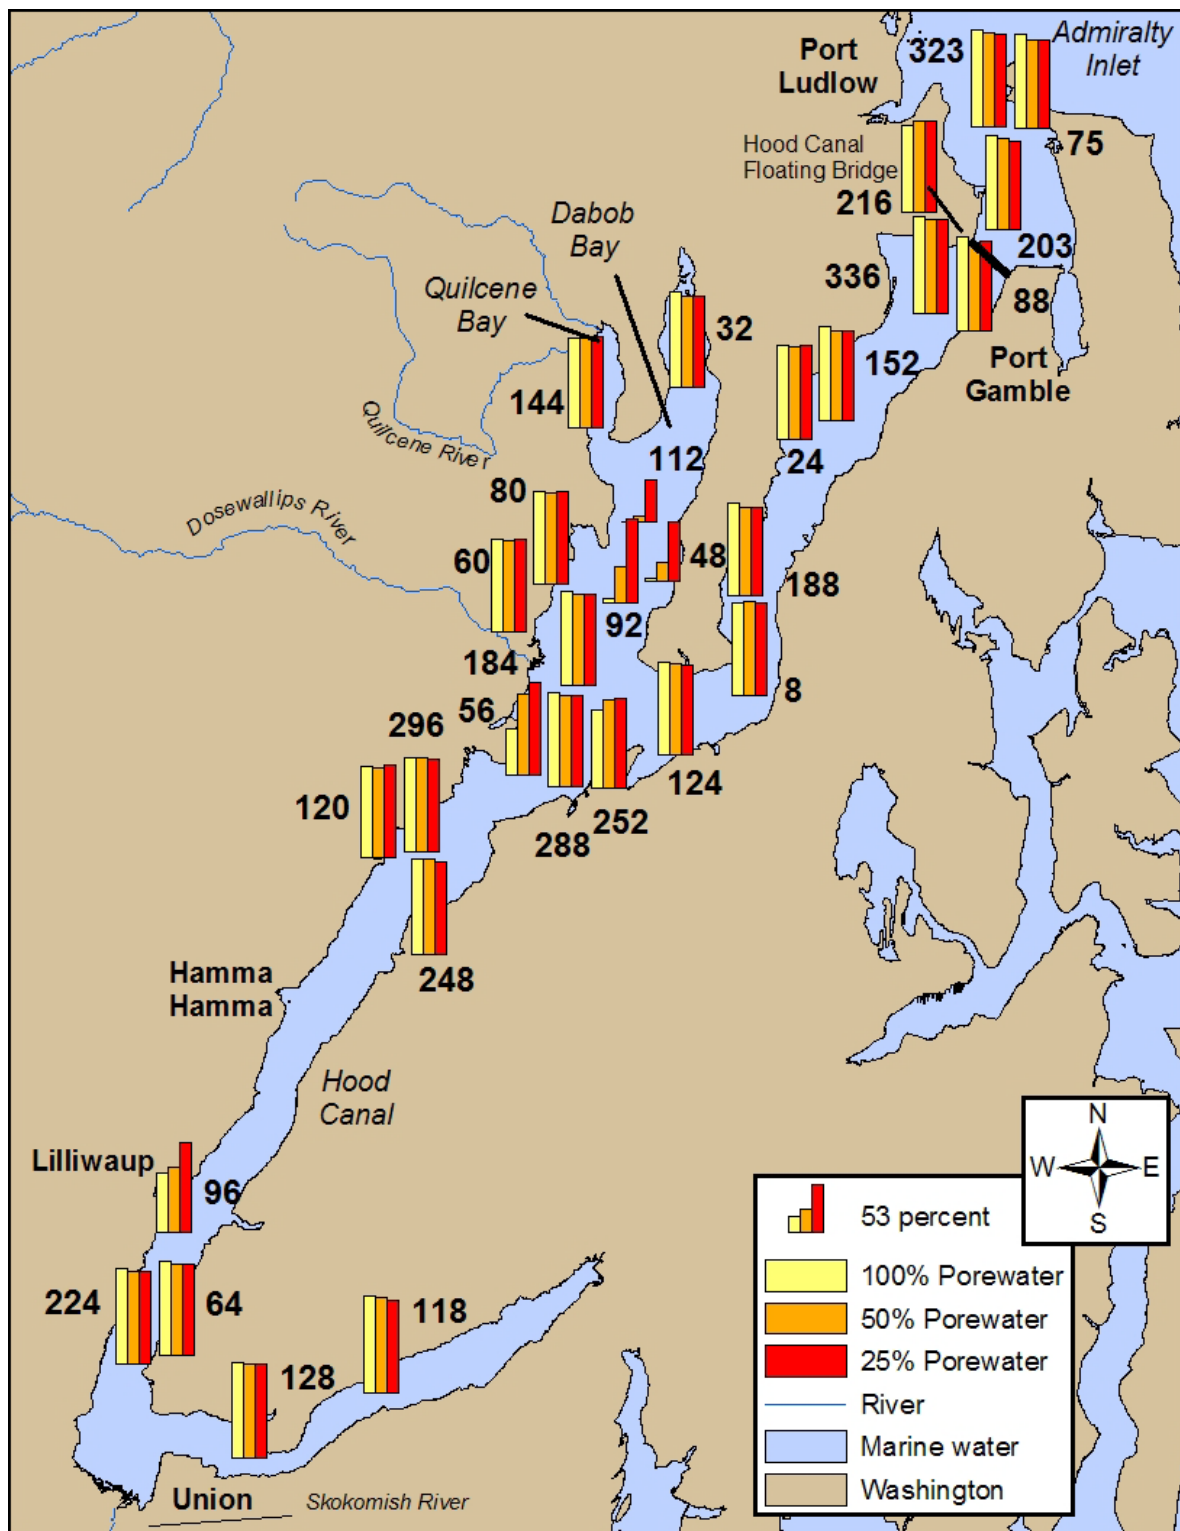 Port
Ludlow
323
Admiralty
Inlet
75
Hood Canal
Floating Bridge
216
203
336
88
Port
Gamble
Dabob
Bay
Quilcene
Bay
32
152
144
24
Quilcene River
112
80
Dosewallips River
60
48
188
92
184
8
56
296
124
120
252
288
248
Hamma
Hamma
Hood
Canal
Lilliwaup
96
224
64
118
128
Union
Skokomish River
N
W
E
S
53 percent
100% Porewater
50% Porewater
25% Porewater
River
Marine water
Washington